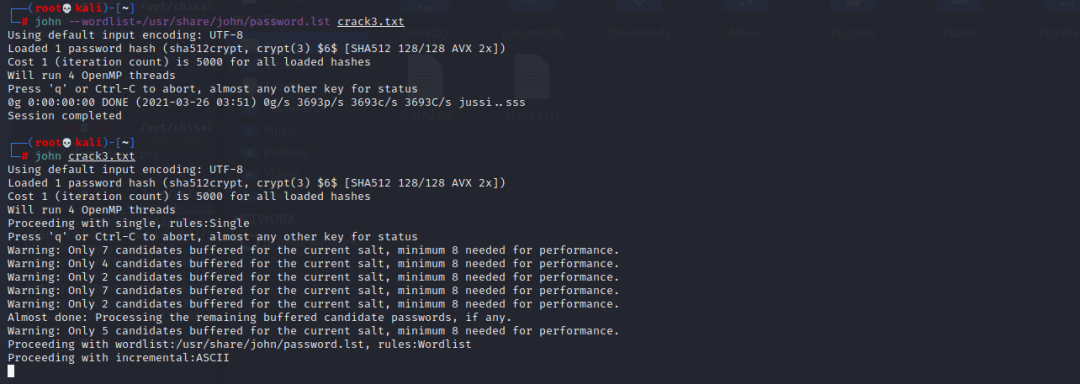 ┌──(root💀kali)-[~]
└─# john --wordlist=/usr/share/john/password.lst crack3.txt
Using default input encoding: UTF-8
Loaded 1 password hash (sha512crypt, crypt(3) $6$ [SHA512 128/128 AVX 2x])
Cost 1 (iteration count) is 5000 for all loaded hashes
Will run 4 OpenMP threads
Press 'q' or Ctrl-C to abort, almost any other key for status
0g 0:00:00:00 DONE (2021-03-26 03:51) 0g/s 3693p/s 3693c/s 3693C/s jussi..sss
Session completed
┌──(root💀kali)-[~]
└─# john crack3.txt
Using default input encoding: UTF-8
Loaded 1 password hash (sha512crypt, crypt(3) $6$ [SHA512 128/128 AVX 2x])
Cost 1 (iteration count) is 5000 for all loaded hashes
Will run 4 OpenMP threads
Proceeding with single, rules:Single
Press 'q' or Ctrl-C to abort, almost any other key for status
Warning: Only 7 candidates buffered for the current salt, minimum 8 needed for performance.
Warning: Only 4 candidates buffered for the current salt, minimum 8 needed for performance.
Warning: Only 2 candidates buffered for the current salt, minimum 8 needed for performance.
Warning: Only 7 candidates buffered for the current salt, minimum 8 needed for performance.
Warning: Only 2 candidates buffered for the current salt, minimum 8 needed for performance.
Almost done: Processing the remaining buffered candidate passwords, if any.
Warning: Only 5 candidates buffered for the current salt, minimum 8 needed for performance.
Proceeding with wordlist:/usr/share/john/password.lst, rules:Wordlist
Proceeding with incremental:ASCII